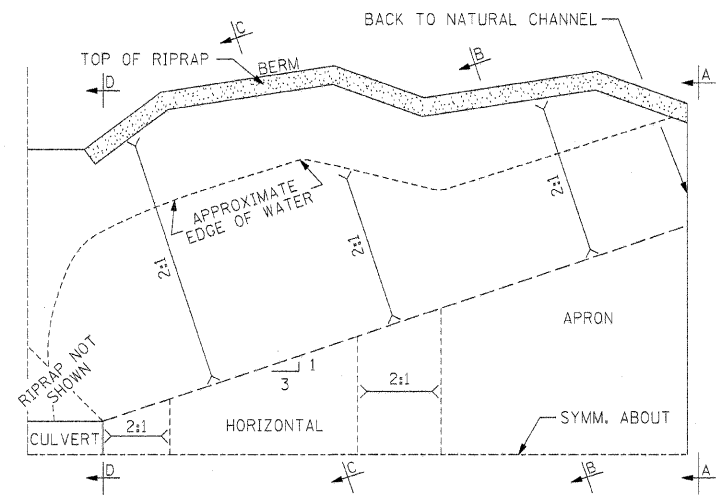 BACK TO NATURAL CHANNEL
C
TOP OF RIPRAP
BERM
B
D
A
APPROXIMATE
EDGE OF WATER
2:1
2:1
2:1
RIPRAP NOT
SHOWN
1
3
APRON
2:1
HORIZONTAL
2:1
SYMM. ABOUT
CULVERT
D
C
B
A